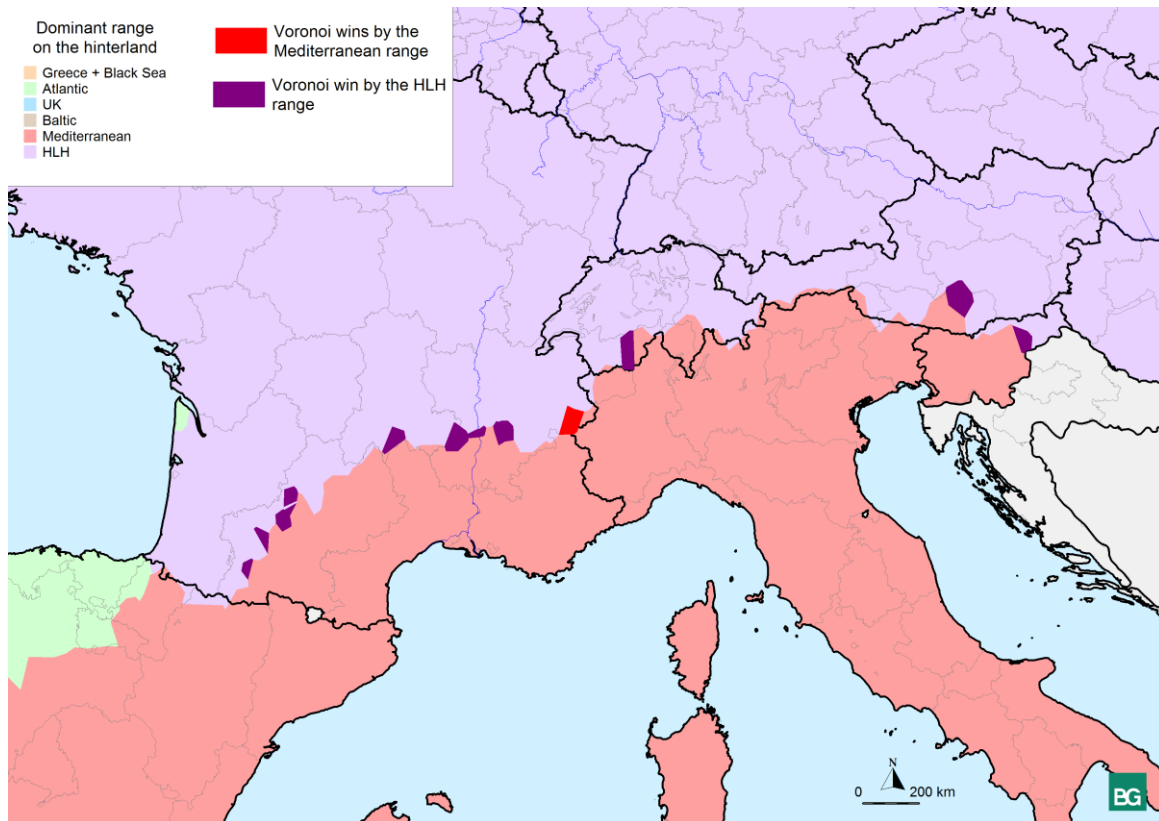 Dominant range
on the hinterland
Greece + Black Sea
Atlantic
UK
Baltic
Mediterranean
HLH
Voronoi wins by the
Mediterranean range
Voronoi win by the HLH
range
N
0 200 km
BG